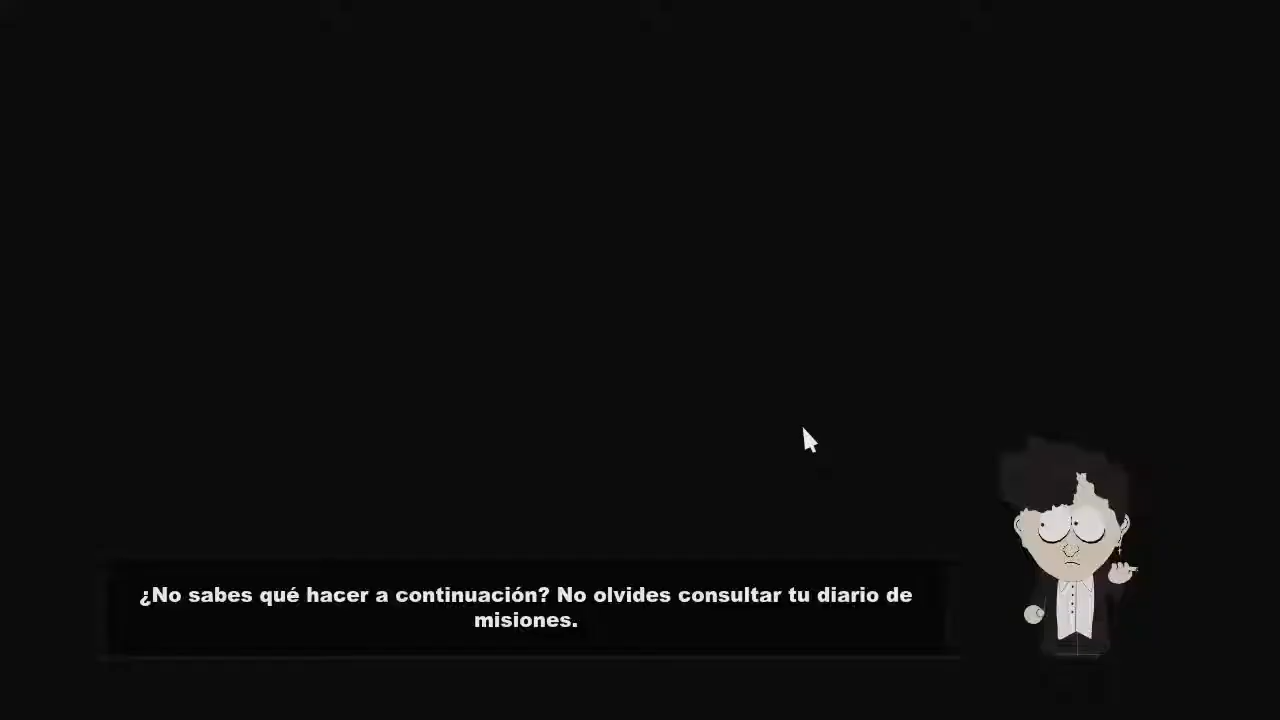 ¿No sabes qué hacer a continuación? No olvides consultar tu diario de
misiones.